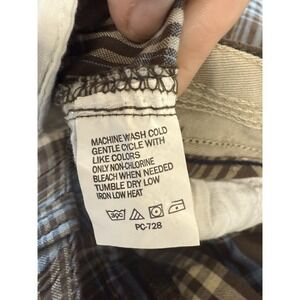 MACHINE WASH COLD
GENTLE CYCLE WITH
LIKE COLORS
ONLY NON-CHLORINE
BLEACH WHEN NEEDED
TUMBLE DRY LOW
IRON LOW HEAT
PC-728